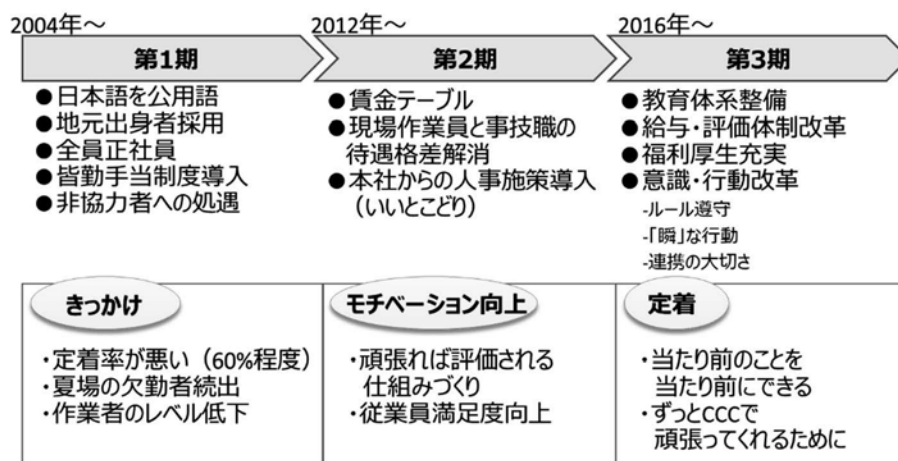 2004年～
2012年～
2016年～
第1期
第2期
第3期
●日本語を公用語
●地元出身者採用
●全員正社員
●皆勤手当制度導入
●非協力者への処遇
●賃金テーブル
●現場作業員と事技職の
待遇格差解消
●本社からの人事施策導入
（いいとこどり）
●教育体系整備
●給与・評価体制改革
●福利厚生充実
●意識・行動改革
-ルール遵守
-「瞬」な行動
-連携の大切さ
きっかけ
・定着率が悪い（60%程度）
・夏場の欠勤者続出
・作業者のレベル低下
モチベーション向上
・頑張れば評価される
仕組みづくり
・従業員満足度向上
定着
・当たり前のことを
当たり前にできる
・ずっとCCCで
頑張ってくれるために